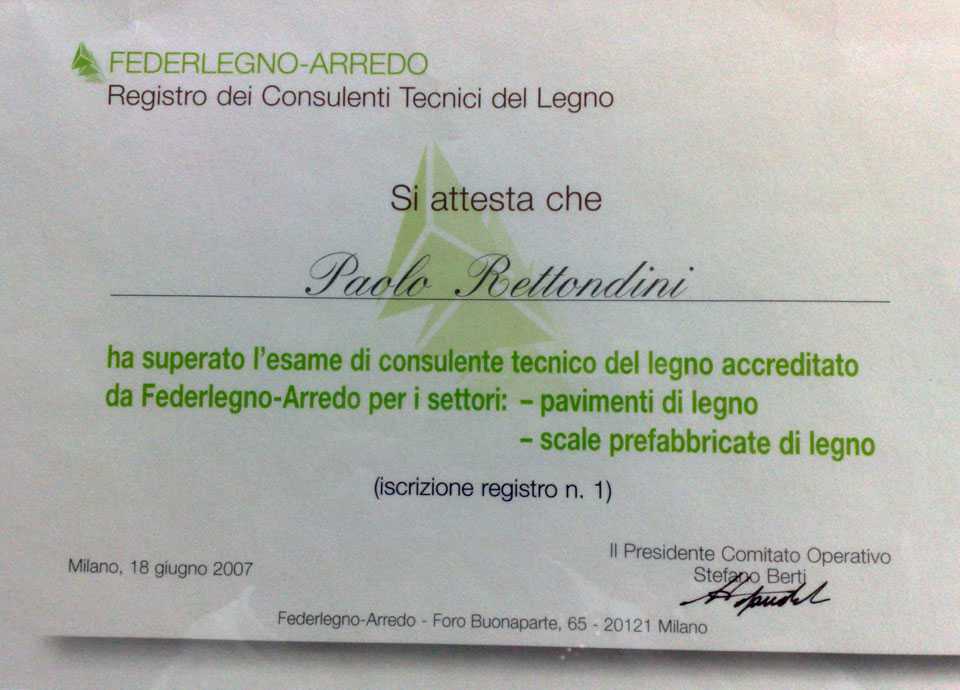 FEDERLEGNO-ARREDO
Registro dei Consulenti Tecnici del Legno
Si attesta che
Paolo Rettondini
ha superato l'esame di consulente tecnico del legno accreditato
da Federlegno-Arredo per i settori: – pavimenti di legno
– scale prefabbricate di legno
(iscrizione registro n. 1)
Milano, 18 giugno 2007
Il Presidente Comitato Operativo
Stefano Berti
Federlegno-Arredo - Foro Buonaparte, 65 - 20121 Milano